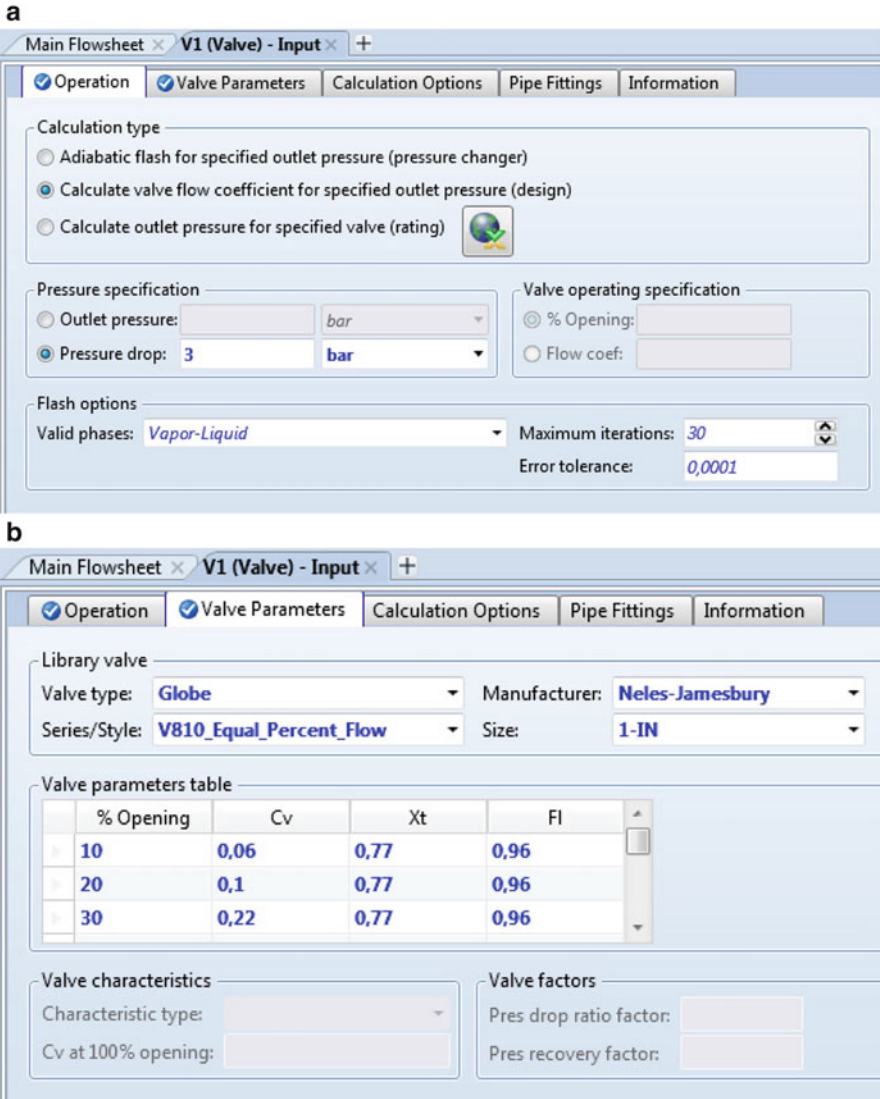 a
Main Flowsheet × V1 (Valve) - Input × +
Operation Valve Parameters Calculation Options Pipe Fittings Information
Calculation type
Adiabatic flash for specified outlet pressure (pressure changer)
Calculate valve flow coefficient for specified outlet pressure (design)
Calculate outlet pressure for specified valve (rating)
Pressure specification Valve operating specification
Outlet pressure: bar % Opening:
Pressure drop: 3 bar Flow coef:
Flash options
Valid phases: Vapor-Liquid Maximum iterations: 30
Error tolerance: 0,0001
b
Main Flowsheet × V1 (Valve) - Input × +
Operation Valve Parameters Calculation Options Pipe Fittings Information
Library valve
Valve type: Globe Manufacturer: Neles-Jamesbury
Series/Style: V810_Equal_Percent_Flow Size: 1-IN
Valve parameters table
% Opening Cv Xt Fl
10 0,06 0,77 0,96
20 0,1 0,77 0,96
30 0,22 0,77 0,96
Valve characteristics Valve factors
Characteristic type: Pres drop ratio factor:
Cv at 100% opening: Pres recovery factor: